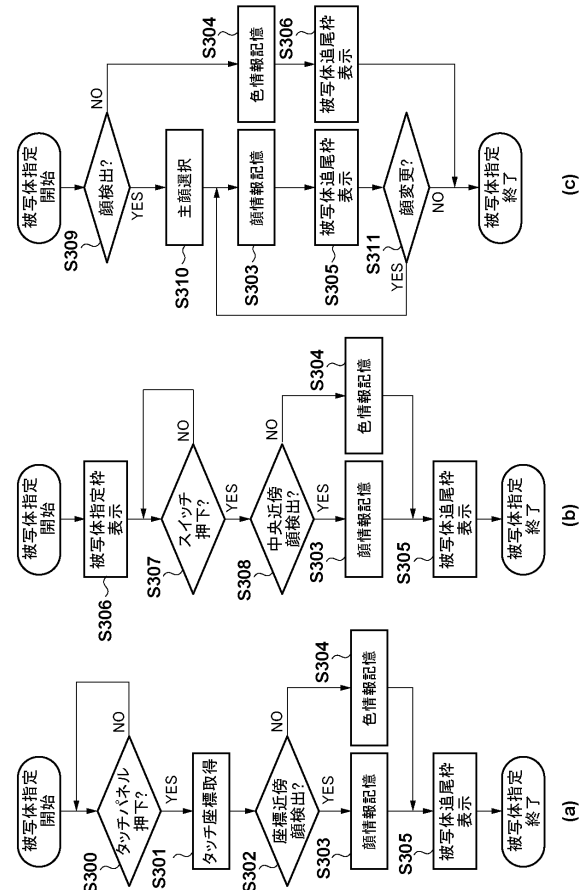 被写体指定
開始
S300
タッチパネル
押下?
NO
YES
S301
タッチ座標取得
S302
座標近傍
顔検出?
NO
YES
S303
顔情報記憶
S304
色情報記憶
S305
被写体追尾枠
表示
被写体指定
終了
(a)
被写体指定
開始
S306
被写体指定枠
表示
S307
スイッチ
押下?
NO
YES
S308
中央近傍
顔検出?
NO
YES
S303
顔情報記憶
S304
色情報記憶
S305
被写体追尾枠
表示
被写体指定
終了
(b)
被写体指定
開始
S309
顔検出?
NO
YES
S310
主顔選択
S303
顔情報記憶
S304
色情報記憶
S305
被写体追尾枠
表示
S306
被写体追尾枠
表示
S311
顔変更?
YES
NO
被写体指定
終了
(c)